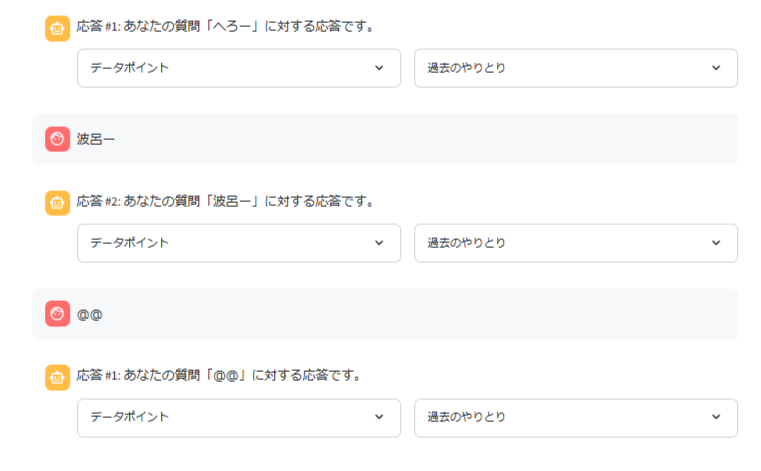 応答 #1: あなたの質問「へろー」に対する応答です。
データポイント 過去のやりとり
波呂ー
応答 #2: あなたの質問「波呂ー」に対する応答です。
データポイント 過去のやりとり
@@
応答 #1: あなたの質問「@@」に対する応答です。
データポイント 過去のやりとり